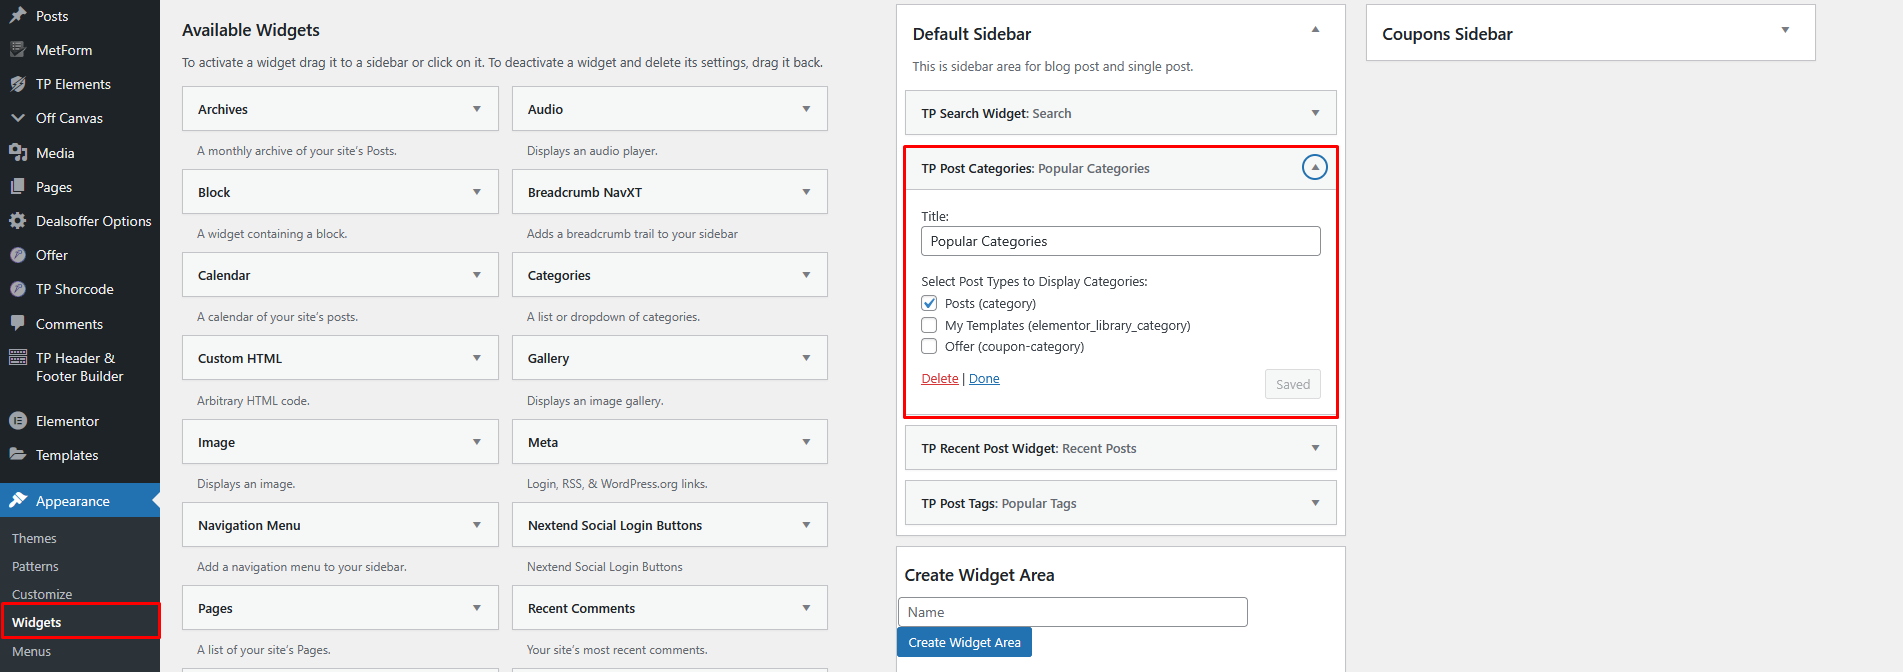 Posts
MetForm
TP Elements
Off Canvas
Media
Pages
Dealsoffer Options
Offer
TP Shorcode
Comments
TP Header &
Footer Builder
Elementor
Templates
Appearance
Themes
Patterns
Customize
Widgets
Menus
Available Widgets
To activate a widget drag it to a sidebar or click on it. To deactivate a widget and delete its settings, drag it back.
Archives
A monthly archive of your site's Posts.
Audio
Displays an audio player.
Block
A widget containing a block.
Breadcrumb NavXT
Adds a breadcrumb trail to your sidebar
Calendar
A calendar of your site's posts.
Categories
A list or dropdown of categories.
Custom HTML
Arbitrary HTML code.
Gallery
Displays an image gallery.
Image
Displays an image.
Meta
Login, RSS, & WordPress.org links.
Navigation Menu
Add a navigation menu to your sidebar.
Nextend Social Login Buttons
Nextend Social Login Buttons
Pages
A list of your site's Pages.
Recent Comments
Your site's most recent comments.
Default Sidebar
This is sidebar area for blog post and single post.
TP Search Widget: Search
TP Post Categories: Popular Categories
Title:
Popular Categories
Select Post Types to Display Categories:
Posts (category)
My Templates (elementor_library_category)
Offer (coupon-category)
Delete | Done
Saved
TP Recent Post Widget: Recent Posts
TP Post Tags: Popular Tags
Create Widget Area
Name
Create Widget Area
Coupons Sidebar